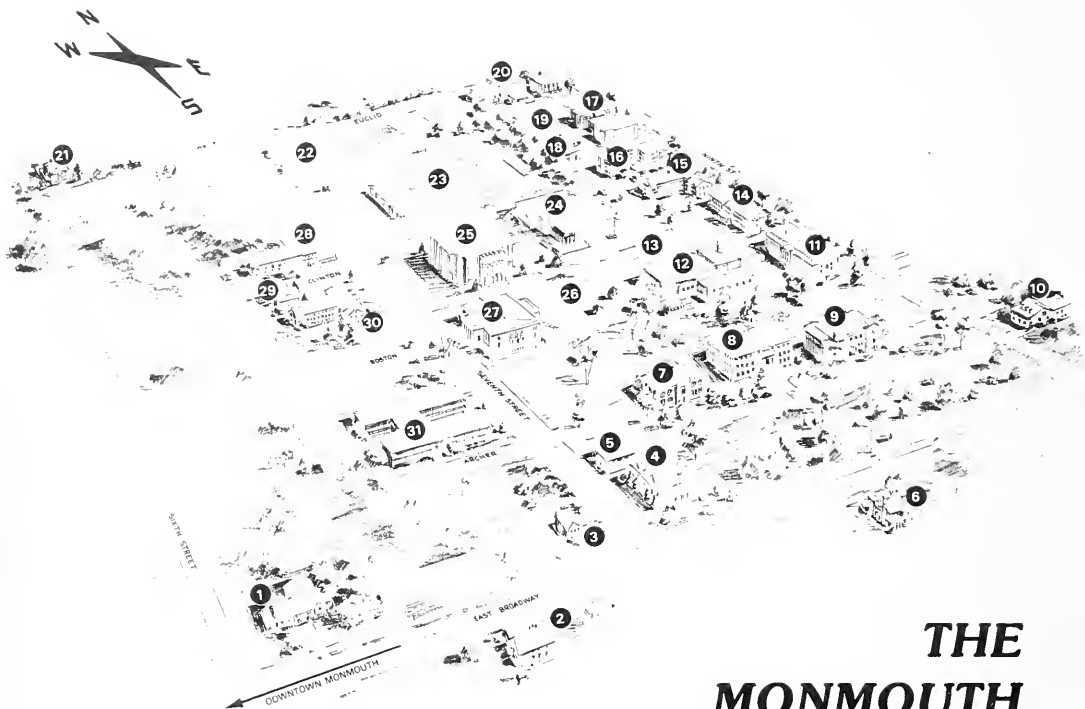 N
W
E
S
20
17
EUCLID
19
21
22
18
16
15
23
14
24
28
25
13
11
12
CLINTON
29
26
10
27
30
9
8
BOSTON
7
SEVENTH STREET
31
5
4
ARCHER
6
SIXTH STREET
3
1
EAST BROADWAY
2
THE
DOWNTOWN MONMOUTH
MONMOUTH